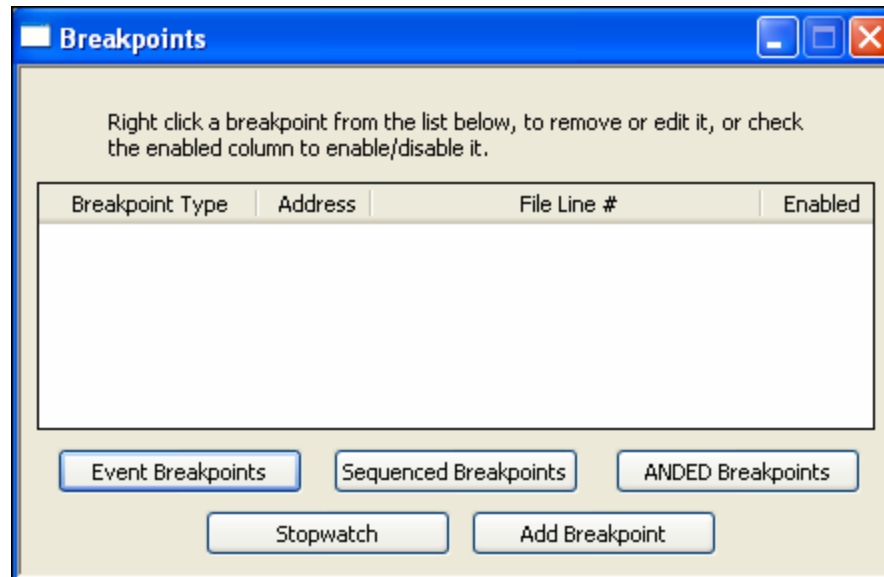 Breakpoints
Right click a breakpoint from the list below, to remove or edit it, or check
the enabled column to enable/disable it.
Breakpoint Type Address File Line # Enabled
Event Breakpoints Sequenced Breakpoints ANDED Breakpoints
Stopwatch Add Breakpoint